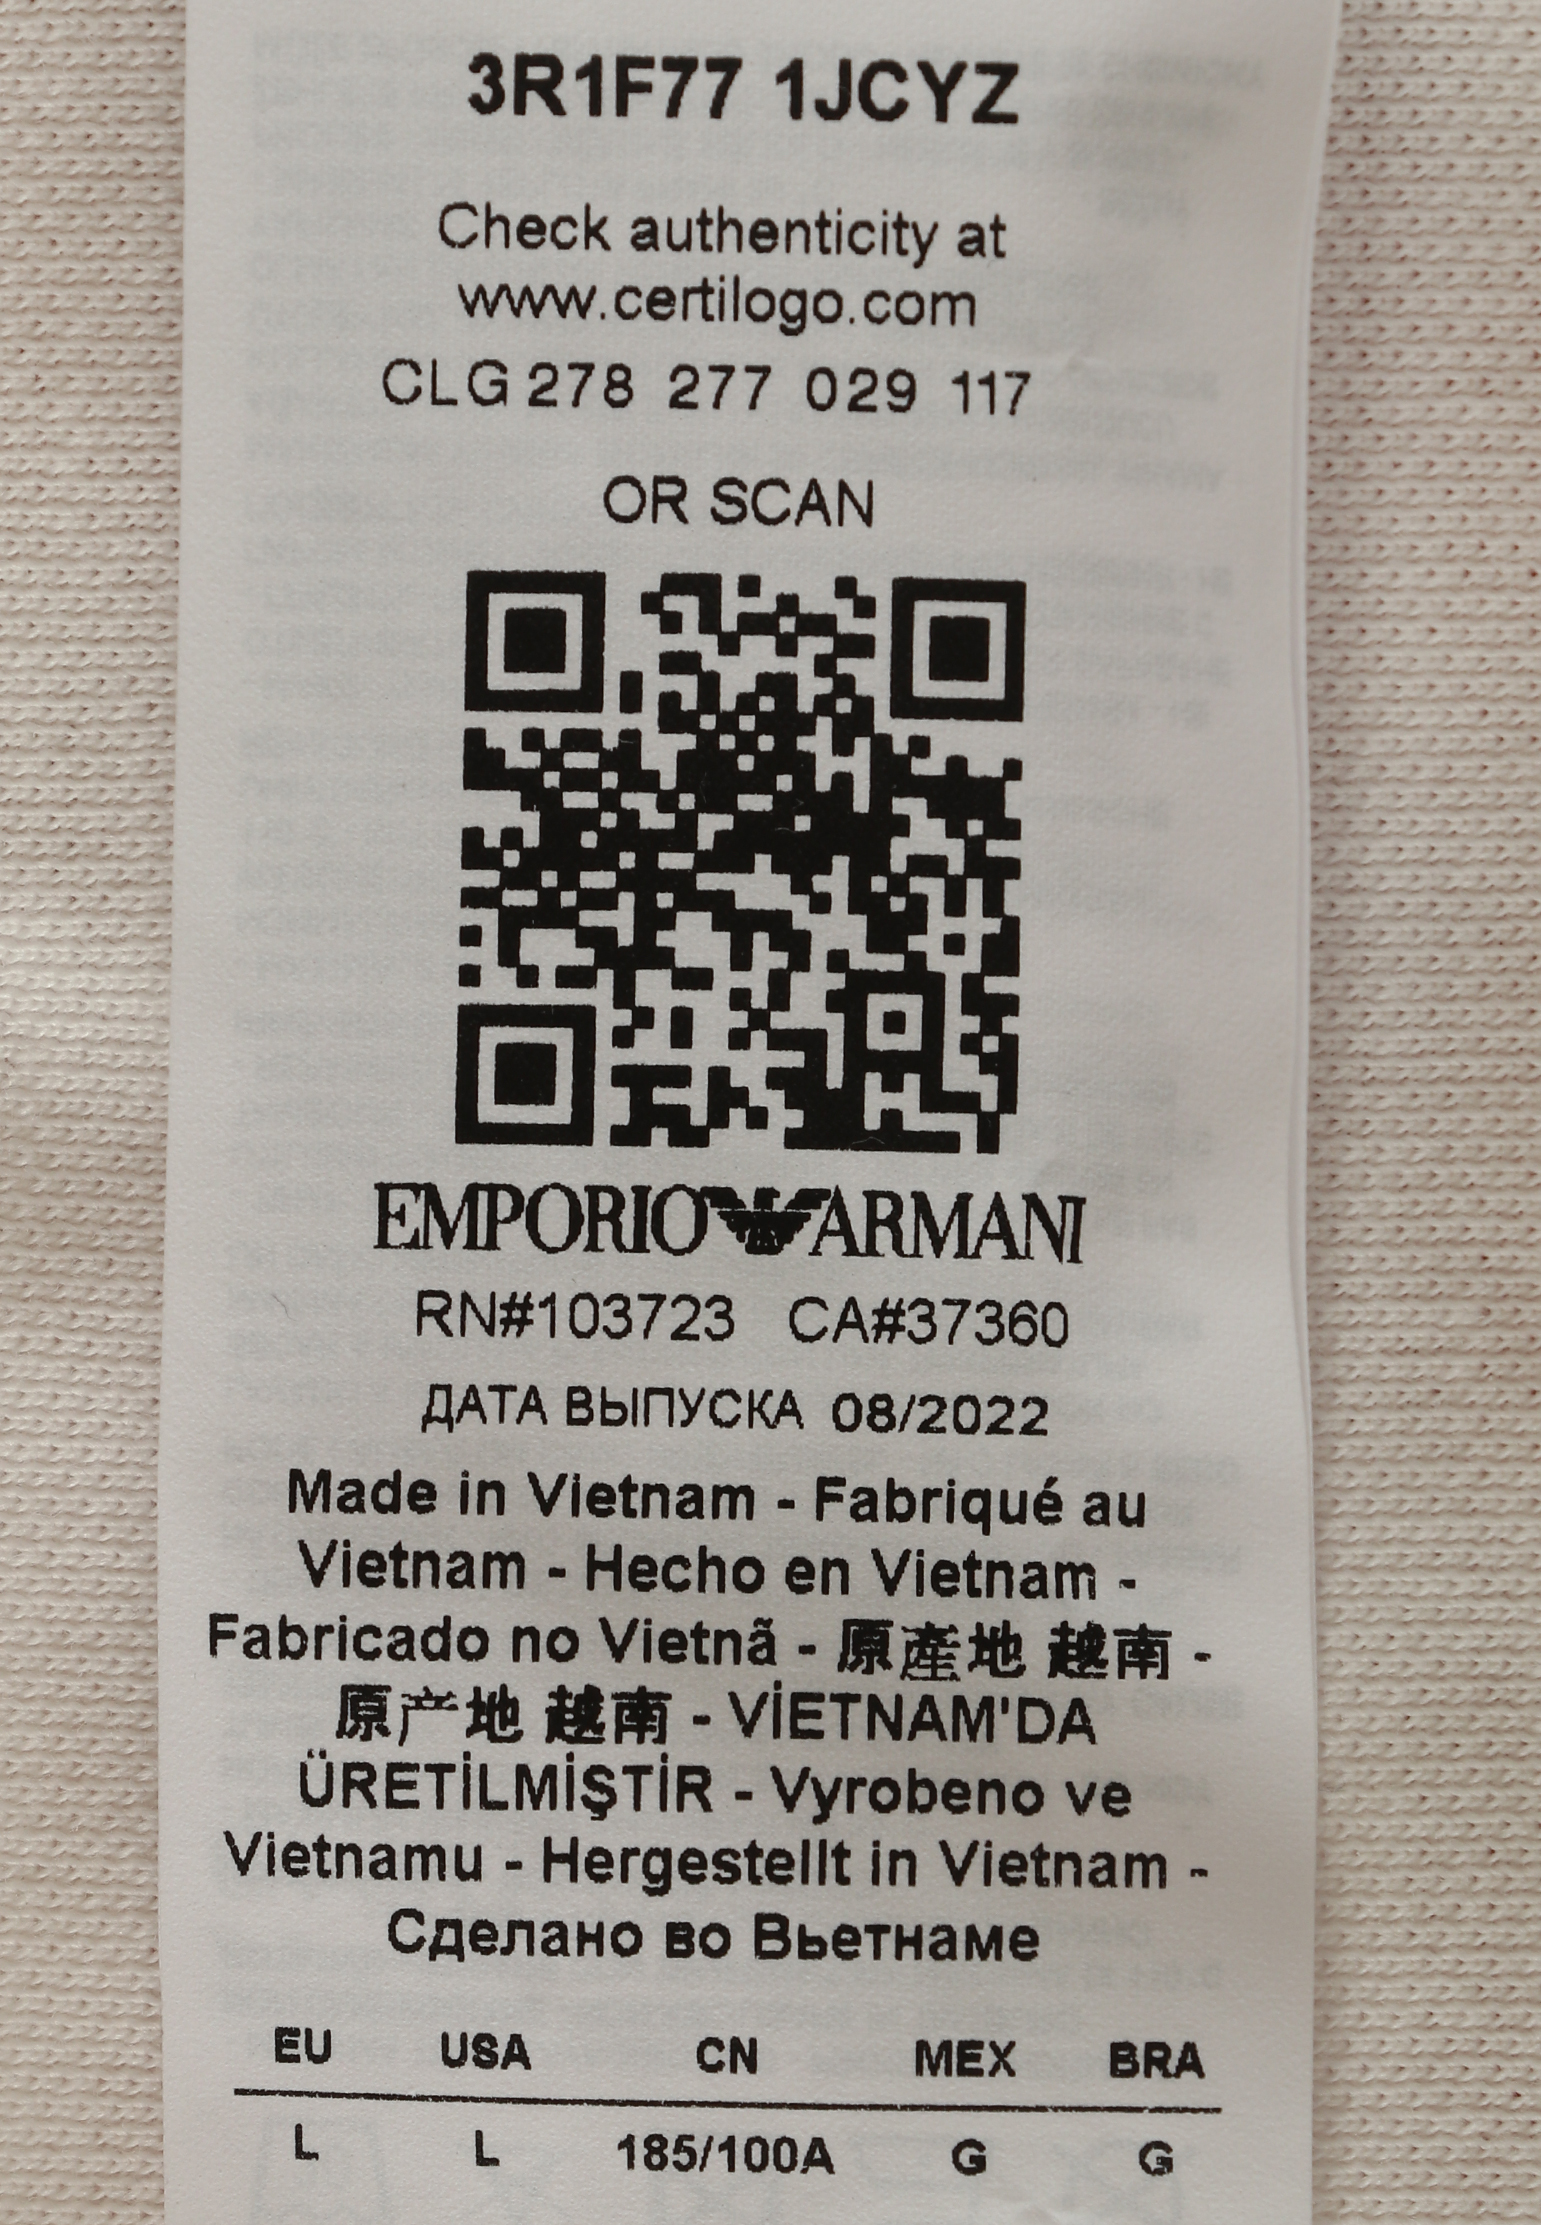 3R1F77 1JCYZ
Check authenticity at
www.certilogo.com
CLG 278 277 029 117
OR SCAN
EMPORIO ARMANI
RN#103723 CA#37360
ДАТА ВЫПУСКА 08/2022
Made in Vietnam - Fabriqué au
Vietnam - Hecho en Vietnam -
Fabricado no Vietnã - 原產地 越南 -
原产地 越南 - VİETNAM'DA
ÜRETİLMİŞTİR - Vyrobeno ve
Vietnamu - Hergestellt in Vietnam -
Сделано во Вьетнаме
EU USA CN MEX BRA
L L 185/100A G G